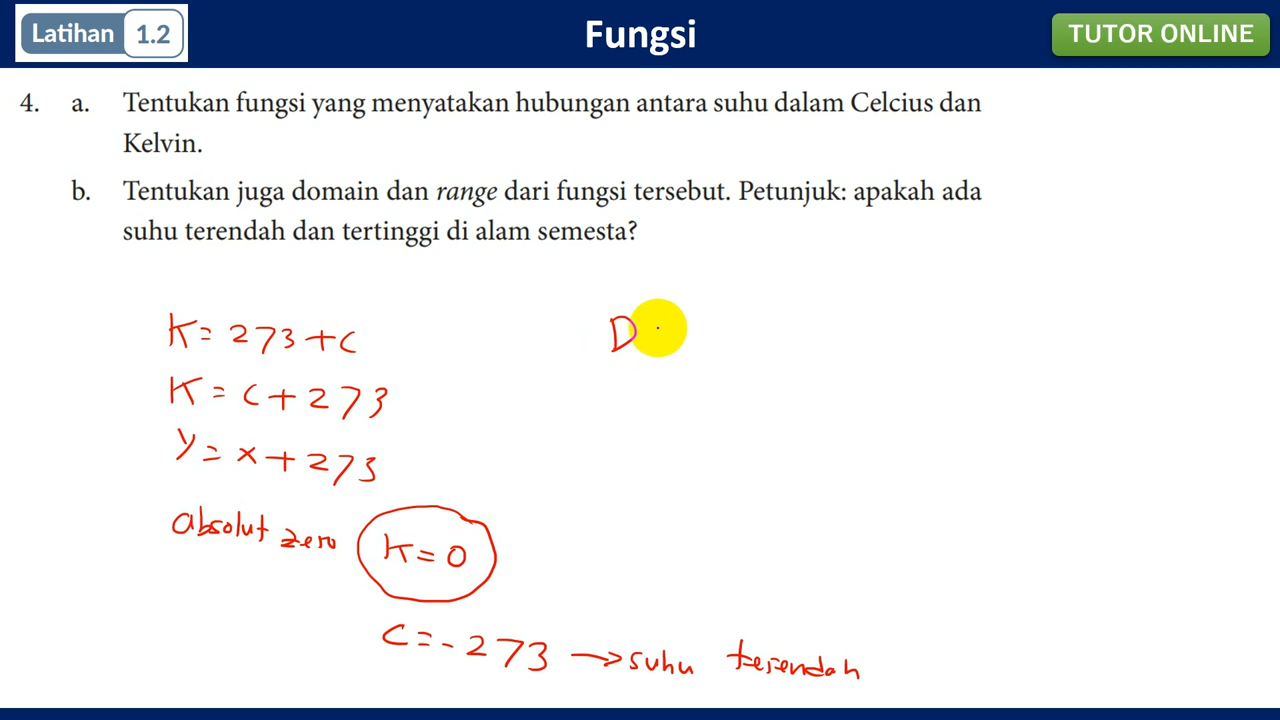 Latihan 1.2
Fungsi
TUTOR ONLINE
4. a. Tentukan fungsi yang menyatakan hubungan antara suhu dalam Celcius dan
Kelvin.
b. Tentukan juga domain dan range dari fungsi tersebut. Petunjuk: apakah ada
suhu terendah dan tertinggi di alam semesta?
K = 273 + C
D
K = C + 273
y = x + 273
absolut zero K = 0
C = - 273 → suhu terendah